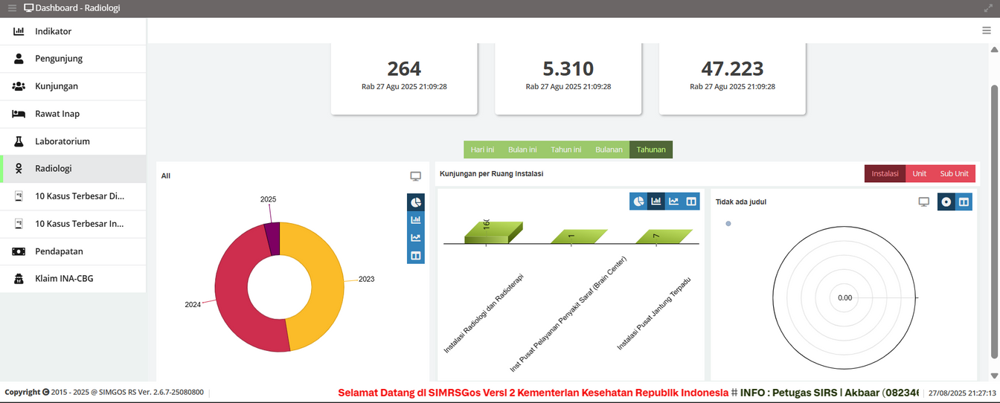 Dashboard - Radiologi
Indikator
Pengunjung
Kunjungan
Rawat Inap
Laboratorium
Radiologi
10 Kasus Terbesar Di...
10 Kasus Terbesar In...
Pendapatan
Klaim INA-CBG
264
Rab 27 Agu 2025 21:09:28
5.310
Rab 27 Agu 2025 21:09:28
47.223
Rab 27 Agu 2025 21:09:28
Hari ini Bulan ini Tahun ini Bulanan Tahunan
All
2025
2023
2024
Kunjungan per Ruang Instalasi
Instalasi Unit Sub Unit
1
7
Instalasi Radiologi dan Radioterapi
Inst Pusat Pelayanan Penyakit Saraf (Brain Center)
Instalasi Pusat Jantung Terpadu
Tidak ada judul
0.00
Copyright © 2015 - 2025 @ SIMGOS RS Ver. 2.6.7-25080800
Selamat Datang di SIMRSGos Versi 2 Kementerian Kesehatan Republik Indonesia # INFO : Petugas SIRS | Akbaar (08234
27/08/2025 21:27:13